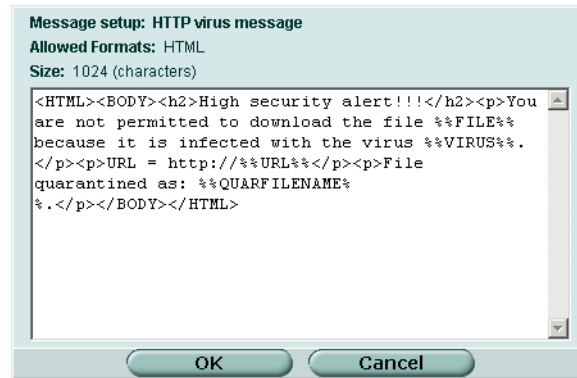 Message setup: HTTP virus message
Allowed Formats: HTML
Size: 1024 (characters)
<HTML><BODY><h2>High security alert!!!</h2><p>You
are not permitted to download the file %%FILE%%
because it is infected with the virus %%VIRUS%%.
</p><p>URL = http://%%URL%%</p><p>File
quarantined as: %%QUARFILENAME%
%.</p></BODY></HTML>
OK
Cancel